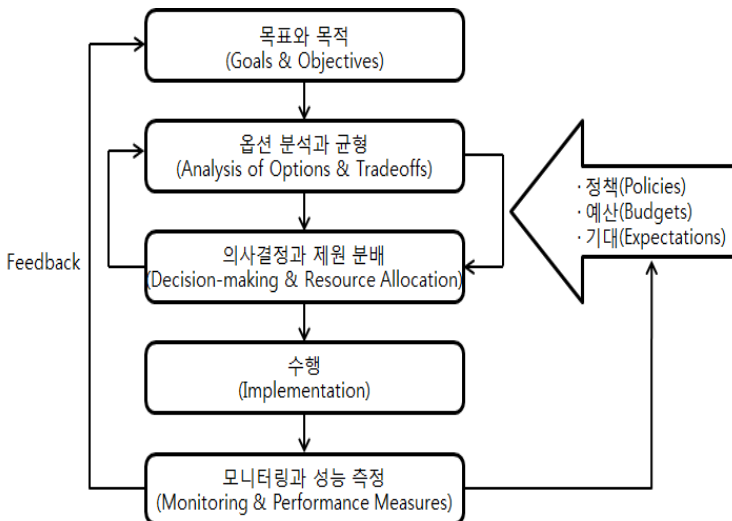 목표와 목적
(Goals & Objectives)
옵션 분석과 균형
(Analysis of Options & Tradeoffs)
· 정책(Policies)
· 예산(Budgets)
· 기대(Expectations)
Feedback
의사결정과 제원 분배
(Decision-making & Resource Allocation)
수행
(Implementation)
모니터링과 성능 측정
(Monitoring & Performance Measures)